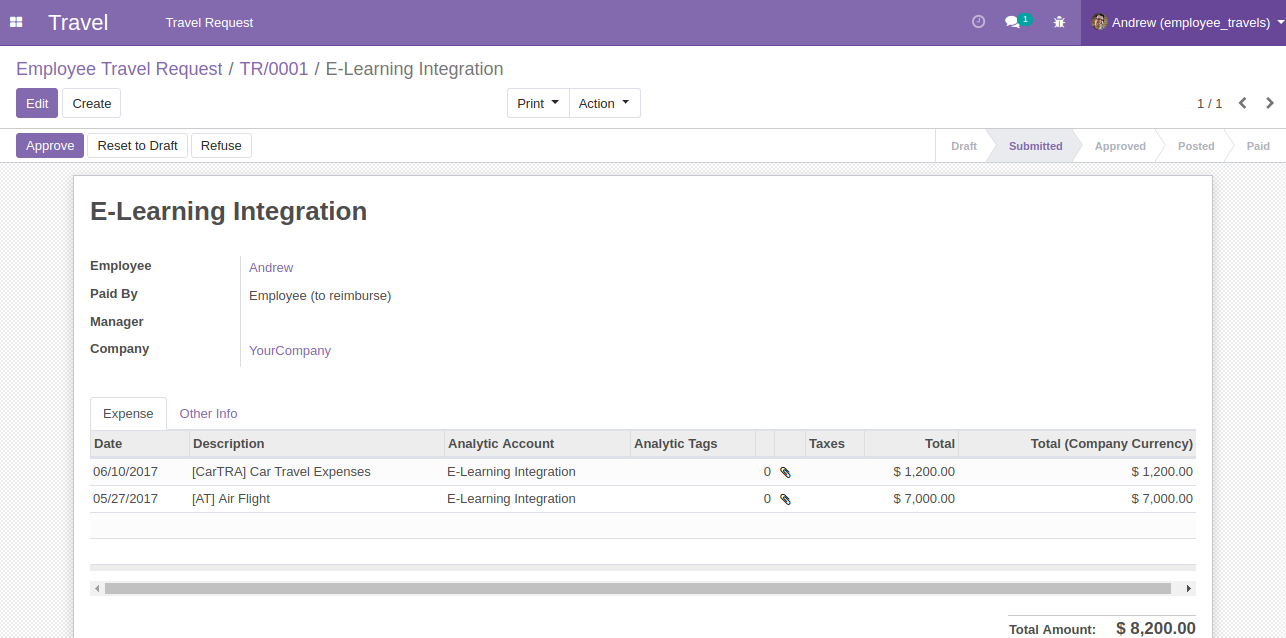 Travel Travel Request 1 Andrew (employee_travels)
Employee Travel Request / TR/0001 / E-Learning Integration
Edit Create Print Action 1 / 1
Approve Reset to Draft Refuse Draft Submitted Approved Posted Paid
E-Learning Integration
Employee Andrew
Paid By Employee (to reimburse)
Manager
Company YourCompany
Expense Other Info
Date Description Analytic Account Analytic Tags Taxes Total Total (Company Currency)
06/10/2017 [CarTRA] Car Travel Expenses E-Learning Integration 0 $ 1,200.00 $ 1,200.00
05/27/2017 [AT] Air Flight E-Learning Integration 0 $ 7,000.00 $ 7,000.00
Total Amount: $ 8,200.00